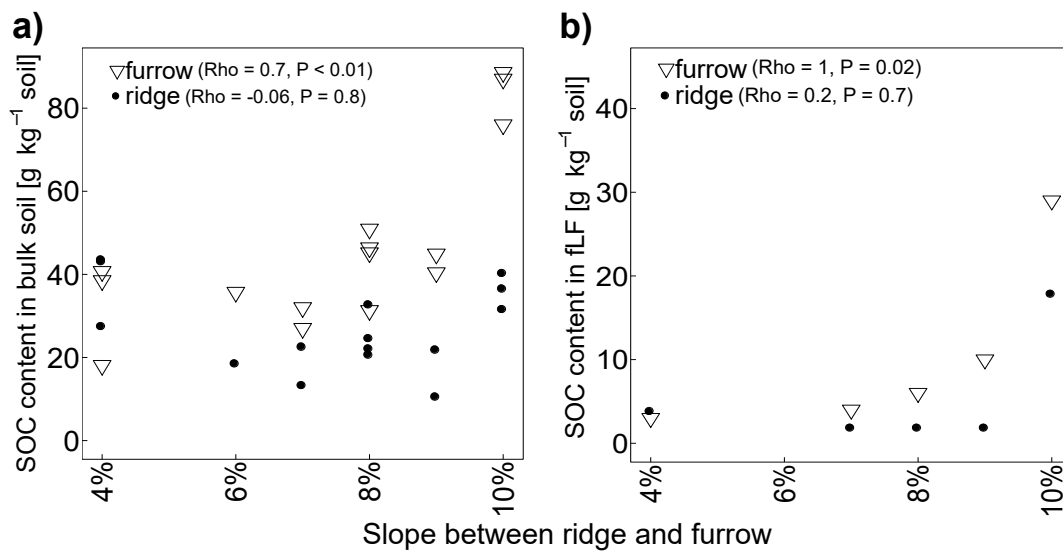 a)
furrow (Rho = 0.7, P < 0.01)
ridge (Rho = -0.06, P = 0.8)
SOC content in bulk soil [g kg⁻¹ soil]
80
60
40
20
0
4%
6%
8%
10%
b)
furrow (Rho = 1, P = 0.02)
ridge (Rho = 0.2, P = 0.7)
SOC content in fLF [g kg⁻¹ soil]
40
30
20
10
0
4%
6%
8%
10%
Slope between ridge and furrow